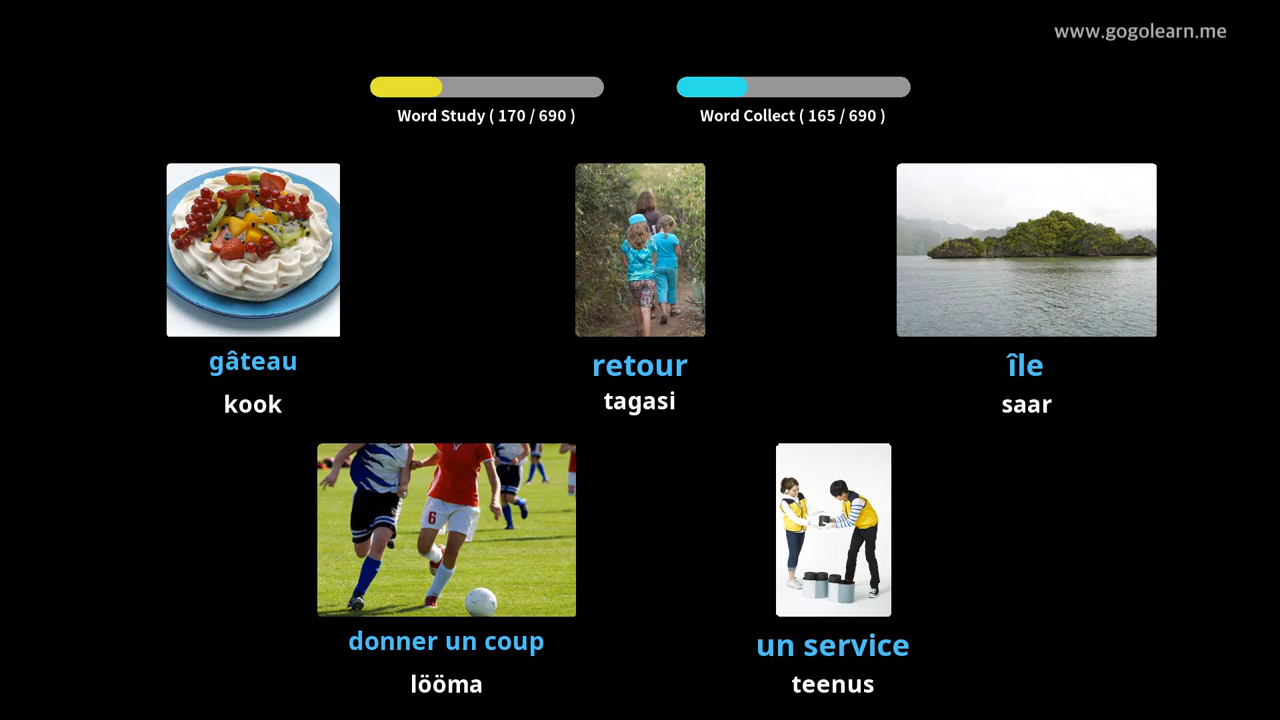 www.gogolearn.me
Word Study ( 170 / 690 )
Word Collect ( 165 / 690 )
gâteau
kook
retour
tagasi
île
saar
6
donner un coup
lööma
un service
teenus